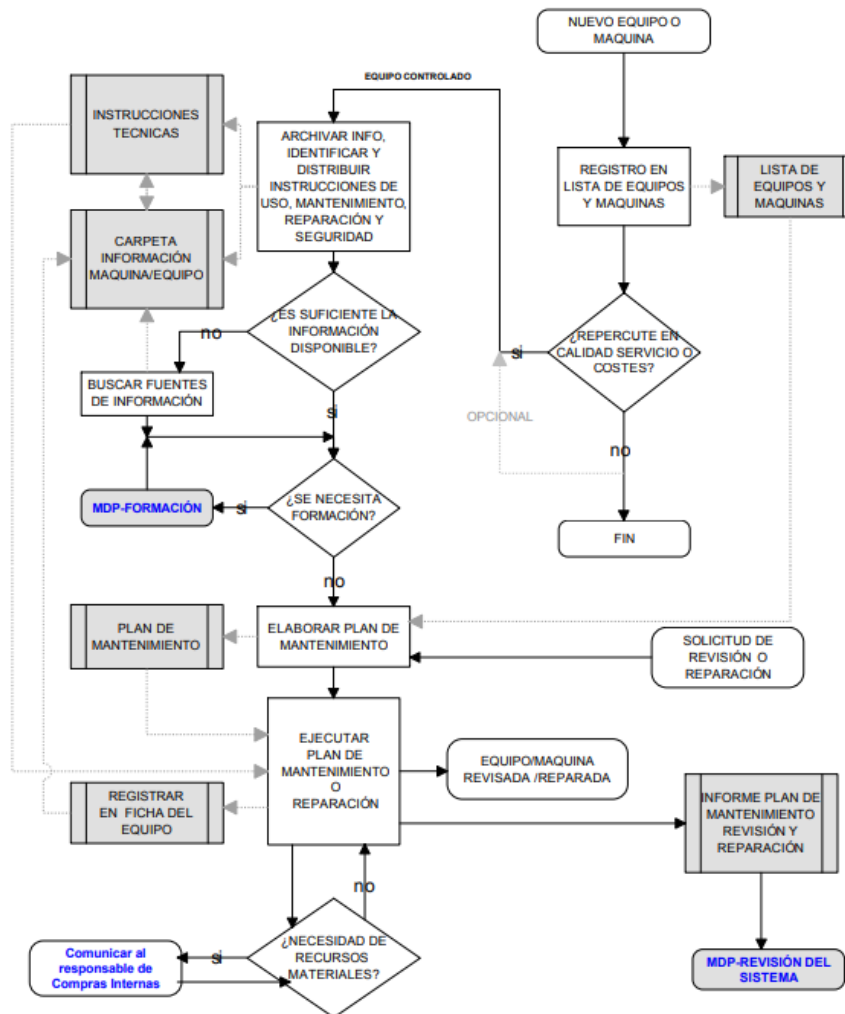 NUEVO EQUIPO O
MAQUINA
EQUIPO CONTROLADO
INSTRUCCIONES
TECNICAS
ARCHIVAR INFO,
IDENTIFICAR Y
DISTRIBUIR
INSTRUCCIONES DE
USO, MANTENIMIENTO,
REPARACIÓN Y
SEGURIDAD
REGISTRO EN
LISTA DE EQUIPOS
Y MAQUINAS
LISTA DE
EQUIPOS Y
MAQUINAS
CARPETA
INFORMACIÓN
MAQUINA/EQUIPO
¿ES SUFICIENTE LA
INFORMACIÓN
DISPONIBLE?
no
si
¿REPERCUTE EN
CALIDAD SERVICIO O
COSTES?
si
no
OPCIONAL
BUSCAR FUENTES
DE INFORMACIÓN
MDP-FORMACIÓN
si
¿SE NECESITA
FORMACIÓN?
no
FIN
PLAN DE
MANTENIMIENTO
ELABORAR PLAN DE
MANTENIMIENTO
SOLICITUD DE
REVISIÓN O
REPARACIÓN
EJECUTAR
PLAN DE
MANTENIMIENTO
O
REPARACIÓN
EQUIPO/MAQUINA
REVISADA /REPARADA
REGISTRAR
EN FICHA DEL
EQUIPO
INFORME PLAN DE
MANTENIMIENTO
REVISIÓN Y
REPARACIÓN
no
¿NECESIDAD DE
RECURSOS
MATERIALES?
si
Comunicar al
responsable de
Compras Internas
MDP-REVISIÓN DEL
SISTEMA